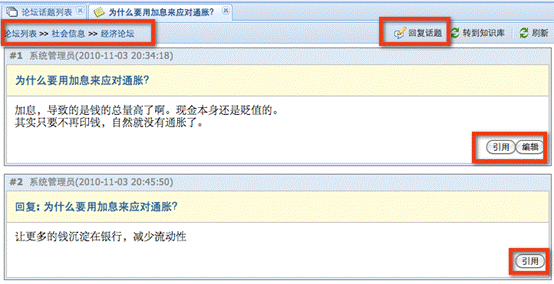 论坛话题列表 为什么要用加息来应对通胀?
论坛列表 >> 社会信息 >> 经济论坛 回复话题 转到知识库 刷新
#1 系统管理员(2010-11-03 20:34:18)
为什么要用加息来应对通胀?
加息，导致的是钱的总量高了啊。现金本身还是贬值的。
其实只要不再印钱，自然就没有通胀了。
引用 编辑
#2 系统管理员(2010-11-03 20:45:50)
回复: 为什么要用加息来应对通胀?
让更多的钱沉淀在银行，减少流动性
引用